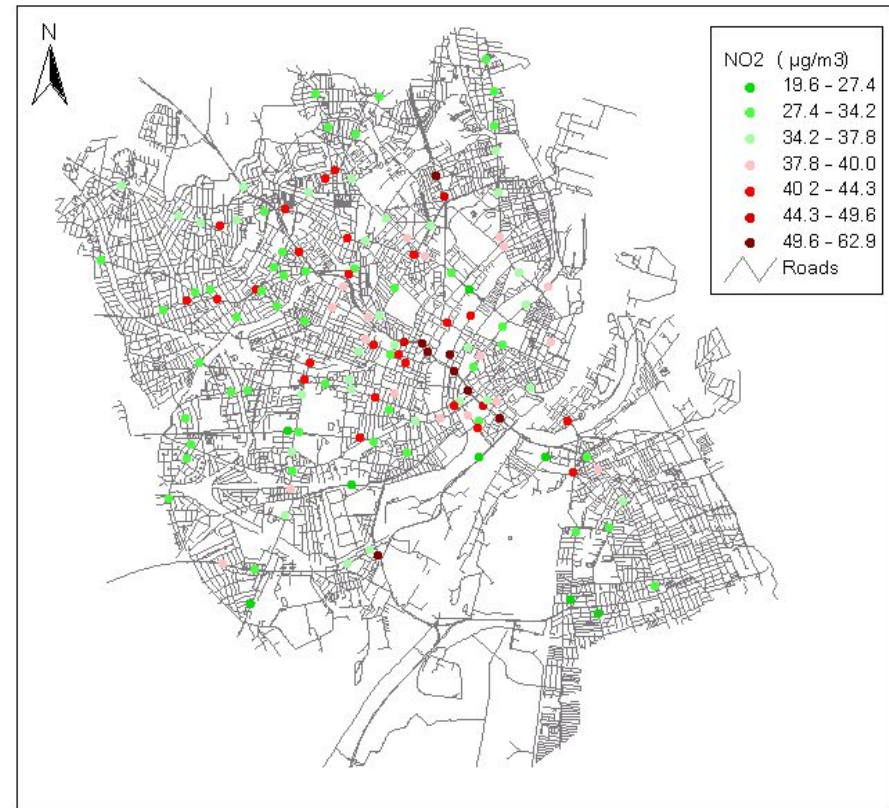 N
NO2 ( µg/m3)
19.6 - 27.4
27.4 - 34.2
34.2 - 37.8
37.8 - 40.0
40.2 - 44.3
44.3 - 49.6
49.6 - 62.9
Roads